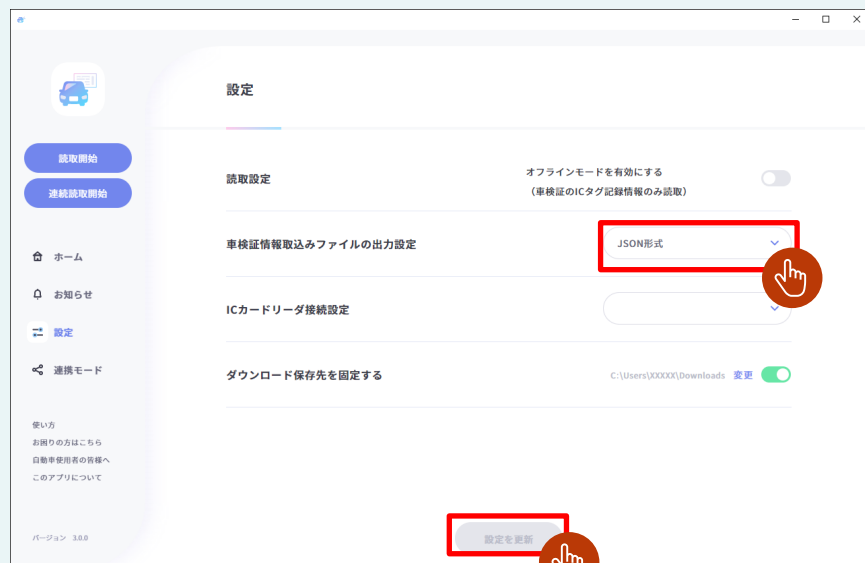 設定
読取開始
連続読取開始
ホーム
お知らせ
設定
連携モード
使い方
お困りの方はこちら
自動車使用者の皆様へ
このアプリについて
バージョン 3.0.0
読取設定
オフラインモードを有効にする
（車検証のICタグ記録情報のみ読取）
車検証情報取込みファイルの出力設定
JSON形式
ICカードリーダ接続設定
ダウンロード保存先を固定する
C:\Users\XXXXX\Downloads 変更
設定を更新